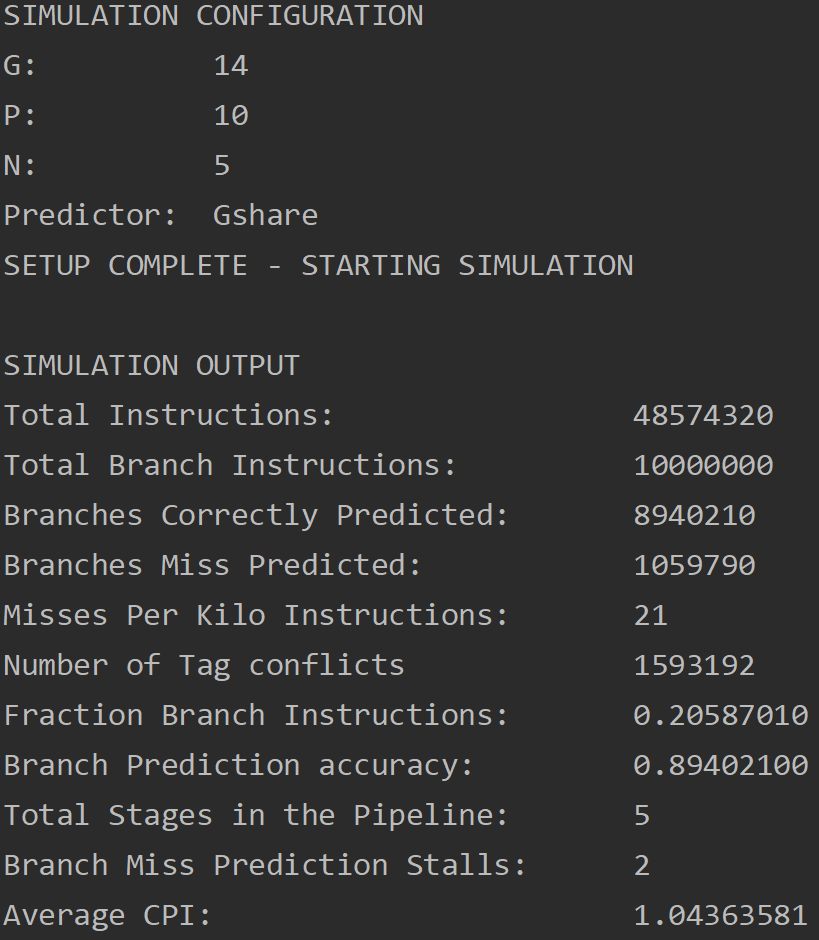 SIMULATION CONFIGURATION
G: 14
P: 10
N: 5
Predictor: Gshare
SETUP COMPLETE - STARTING SIMULATION
SIMULATION OUTPUT
Total Instructions: 48574320
Total Branch Instructions: 10000000
Branches Correctly Predicted: 8940210
Branches Miss Predicted: 1059790
Misses Per Kilo Instructions: 21
Number of Tag conflicts 1593192
Fraction Branch Instructions: 0.20587010
Branch Prediction accuracy: 0.89402100
Total Stages in the Pipeline: 5
Branch Miss Prediction Stalls: 2
Average CPI: 1.04363581